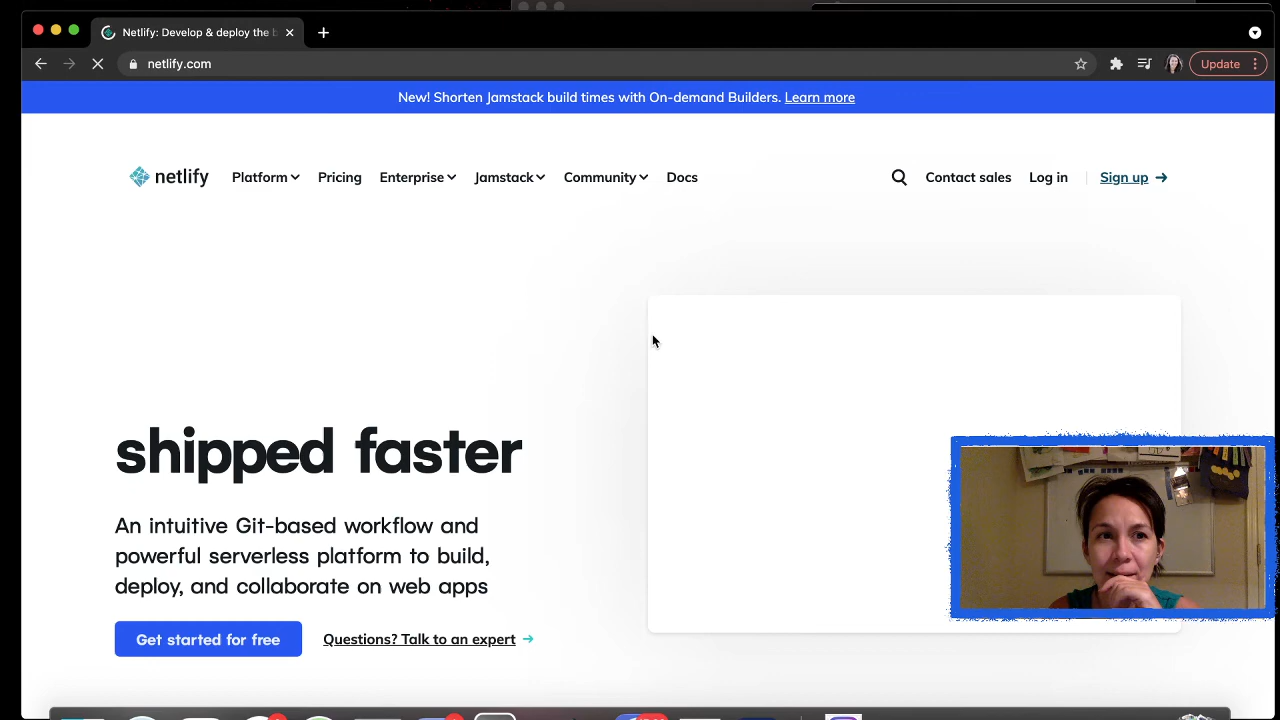 Netlify: Develop & deploy the b
netlify.com
Update
New! Shorten Jamstack build times with On-demand Builders. Learn more
netlify Platform Pricing Enterprise Jamstack Community Docs Contact sales Log in Sign up
shipped faster
An intuitive Git-based workflow and
powerful serverless platform to build,
deploy, and collaborate on web apps
Get started for free Questions? Talk to an expert